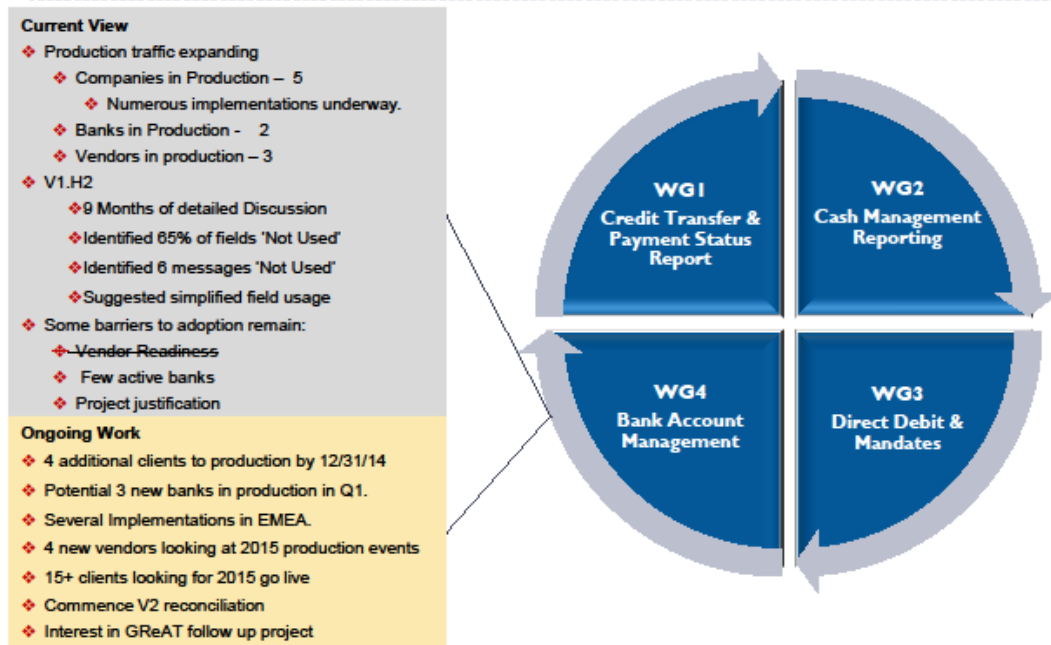 Current View
❖ Production traffic expanding
❖ Companies in Production – 5
❖ Numerous implementations underway.
❖ Banks in Production - 2
❖ Vendors in production – 3
❖ V1.H2
❖9 Months of detailed Discussion
❖Identified 65% of fields 'Not Used'
❖Identified 6 messages 'Not Used'
❖Suggested simplified field usage
❖ Some barriers to adoption remain:
❖ Vendor Readiness
❖ Few active banks
❖ Project justification
Ongoing Work
❖ 4 additional clients to production by 12/31/14
❖ Potential 3 new banks in production in Q1.
❖ Several Implementations in EMEA.
❖ 4 new vendors looking at 2015 production events
❖ 15+ clients looking for 2015 go live
❖ Commence V2 reconciliation
❖ Interest in GReAT follow up project
WG1
Credit Transfer &
Payment Status
Report
WG2
Cash Management
Reporting
WG4
Bank Account
Management
WG3
Direct Debit &
Mandates